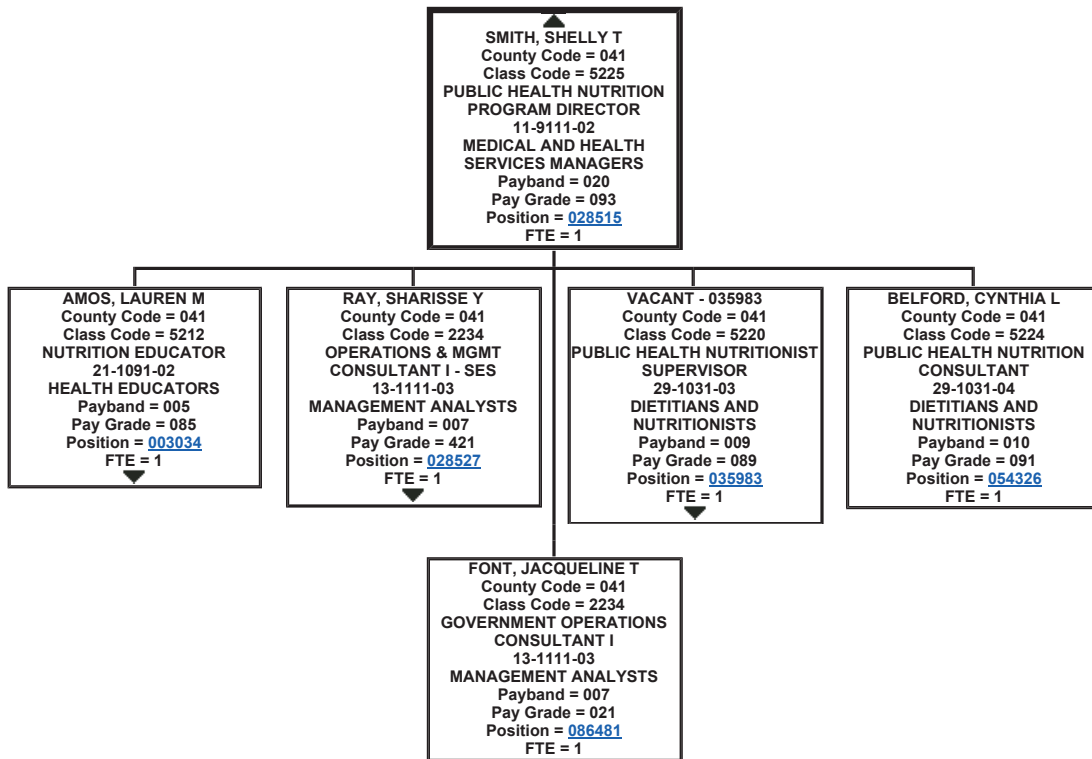 SMITH, SHELLY T
County Code = 041
Class Code = 5225
PUBLIC HEALTH NUTRITION
PROGRAM DIRECTOR
11-9111-02
MEDICAL AND HEALTH
SERVICES MANAGERS
Payband = 020
Pay Grade = 093
Position = 028515
FTE = 1
AMOS, LAUREN M
County Code = 041
Class Code = 5212
NUTRITION EDUCATOR
21-1091-02
HEALTH EDUCATORS
Payband = 005
Pay Grade = 085
Position = 003034
FTE = 1
RAY, SHARISSE Y
County Code = 041
Class Code = 2234
OPERATIONS & MGMT
CONSULTANT I - SES
13-1111-03
MANAGEMENT ANALYSTS
Payband = 007
Pay Grade = 421
Position = 028527
FTE = 1
VACANT - 035983
County Code = 041
Class Code = 5220
PUBLIC HEALTH NUTRITIONIST
SUPERVISOR
29-1031-03
DIETITIANS AND
NUTRITIONISTS
Payband = 009
Pay Grade = 089
Position = 035983
FTE = 1
BELFORD, CYNTHIA L
County Code = 041
Class Code = 5224
PUBLIC HEALTH NUTRITION
CONSULTANT
29-1031-04
DIETITIANS AND
NUTRITIONISTS
Payband = 010
Pay Grade = 091
Position = 054326
FTE = 1
FONT, JACQUELINE T
County Code = 041
Class Code = 2234
GOVERNMENT OPERATIONS
CONSULTANT I
13-1111-03
MANAGEMENT ANALYSTS
Payband = 007
Pay Grade = 021
Position = 086481
FTE = 1